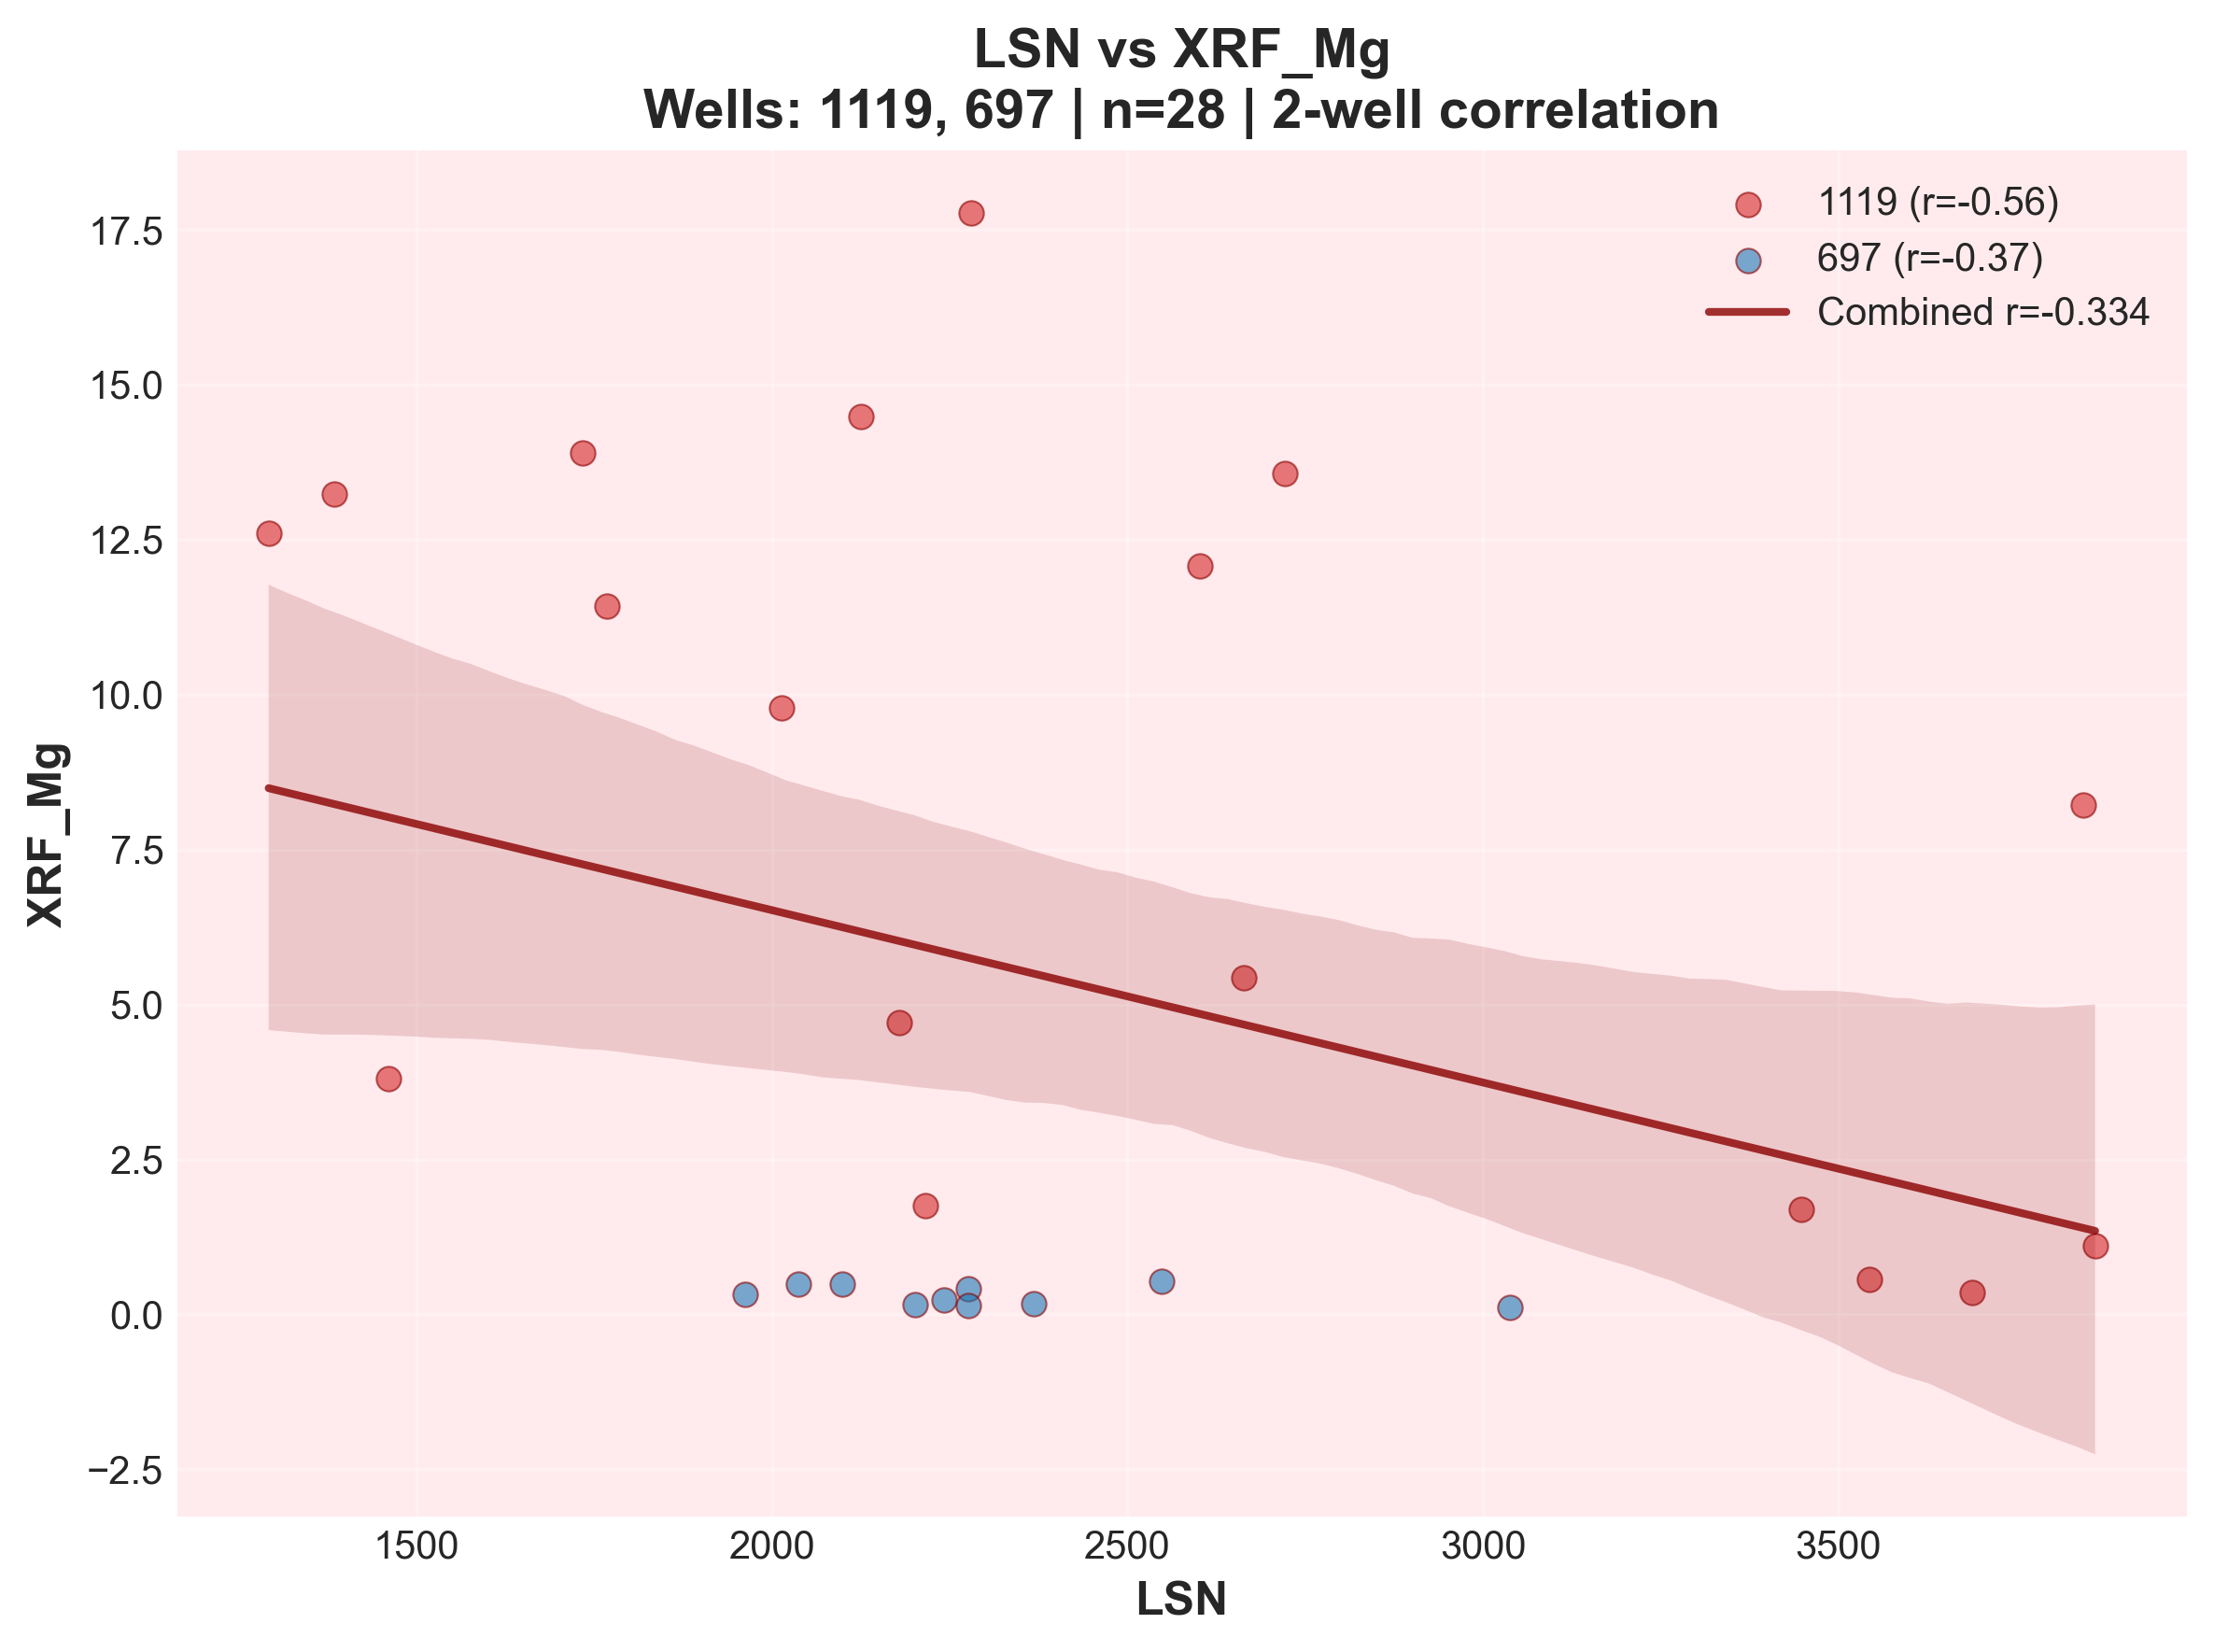 LSN vs XRF_Mg
Wells: 1119, 697 | n=28 | 2-well correlation
1119 (r=-0.56)
697 (r=-0.37)
Combined r=-0.334
17.5
15.0
12.5
10.0
7.5
5.0
2.5
0.0
−2.5
XRF_Mg
1500 2000 2500 3000 3500
LSN